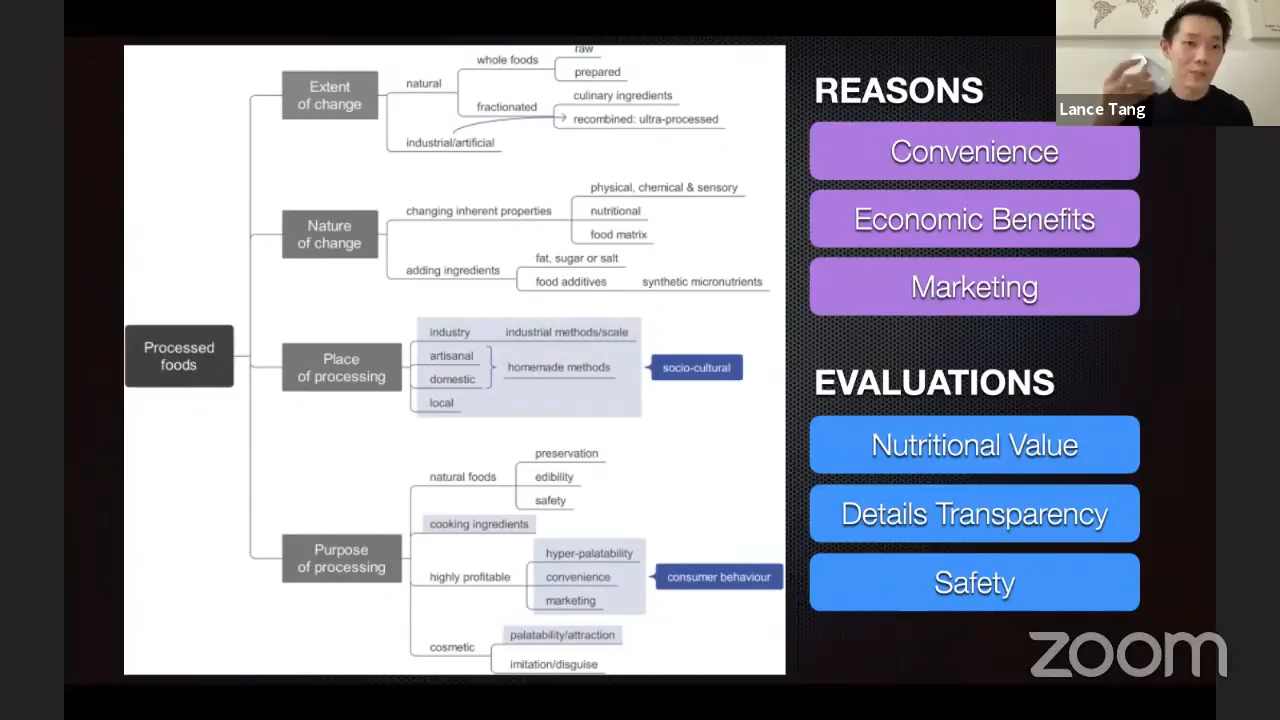 raw
whole foods
prepared
Extent
of change
natural
culinary ingredients
fractionated
recombined: ultra-processed
industrial/artificial
physical, chemical & sensory
changing inherent properties
nutritional
Nature
of change
food matrix
fat, sugar or salt
adding ingredients
food additives
synthetic micronutrients
Processed
foods
industry
industrial methods/scale
artisanal
Place
of processing
homemade methods
socio-cultural
domestic
local
preservation
natural foods
edibility
safety
cooking ingredients
Purpose
of processing
hyper-palatability
highly profitable
convenience
consumer behaviour
marketing
palatability/attraction
cosmetic
imitation/disguise
REASONS
Convenience
Economic Benefits
Marketing
EVALUATIONS
Nutritional Value
Details Transparency
Safety
Lance Tang
zoom